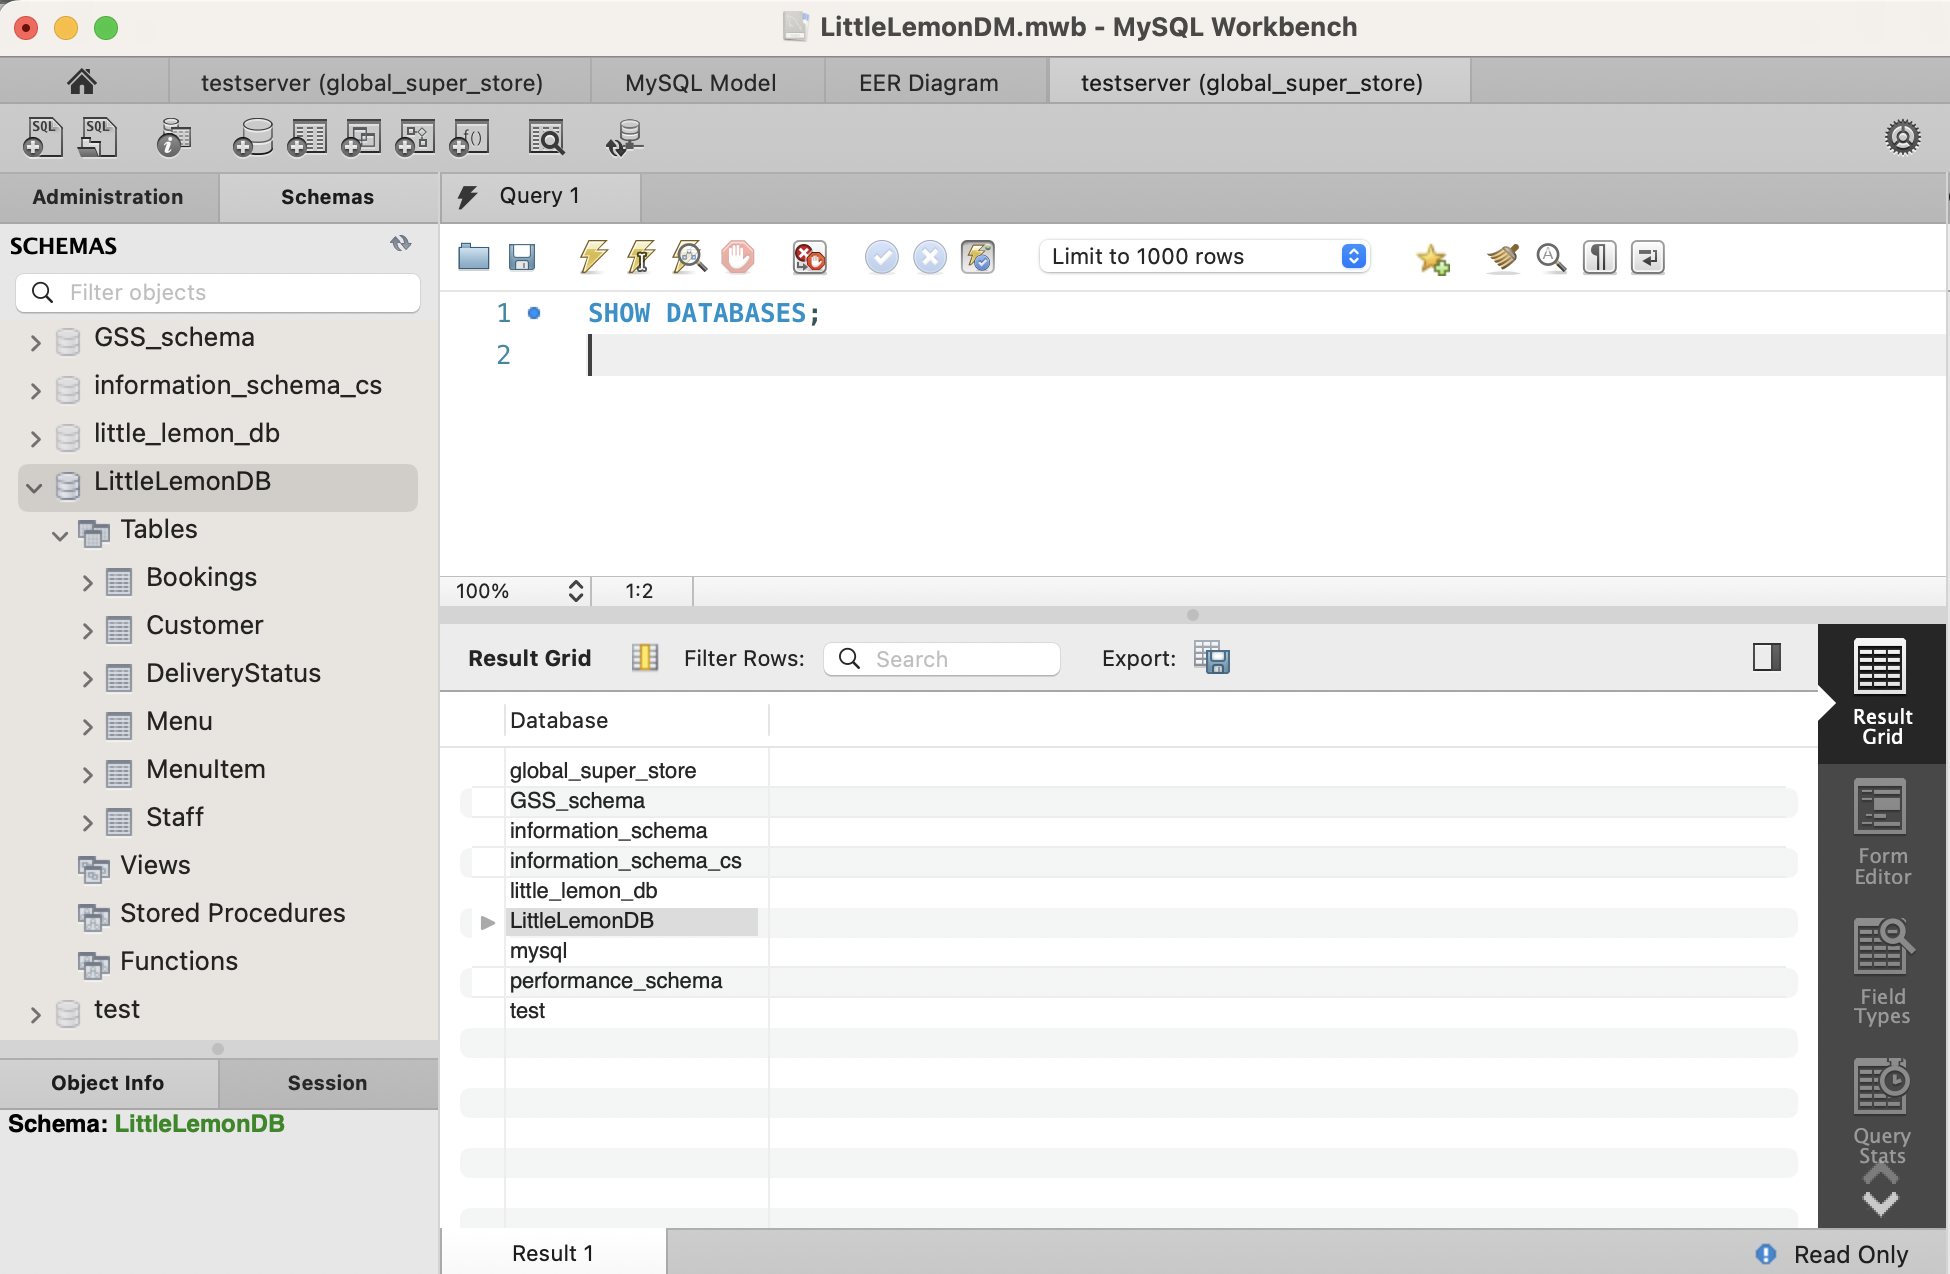 LittleLemonDM.mwb - MySQL Workbench
testserver (global_super_store)
MySQL Model
EER Diagram
testserver (global_super_store)
SQL
SQL
Administration
Schemas
Query 1
SCHEMAS
Filter objects
GSS_schema
information_schema_cs
little_lemon_db
LittleLemonDB
Tables
Bookings
Customer
DeliveryStatus
Menu
MenuItem
Staff
Views
Stored Procedures
Functions
test
Object Info
Session
Schema: LittleLemonDB
Limit to 1000 rows
1 SHOW DATABASES;
2
100%
1:2
Result Grid
Filter Rows:
Search
Export:
Database
global_super_store
GSS_schema
information_schema
information_schema_cs
little_lemon_db
LittleLemonDB
mysql
performance_schema
test
Result
Grid
Form
Editor
Field
Types
Query
Stats
Result 1
Read Only